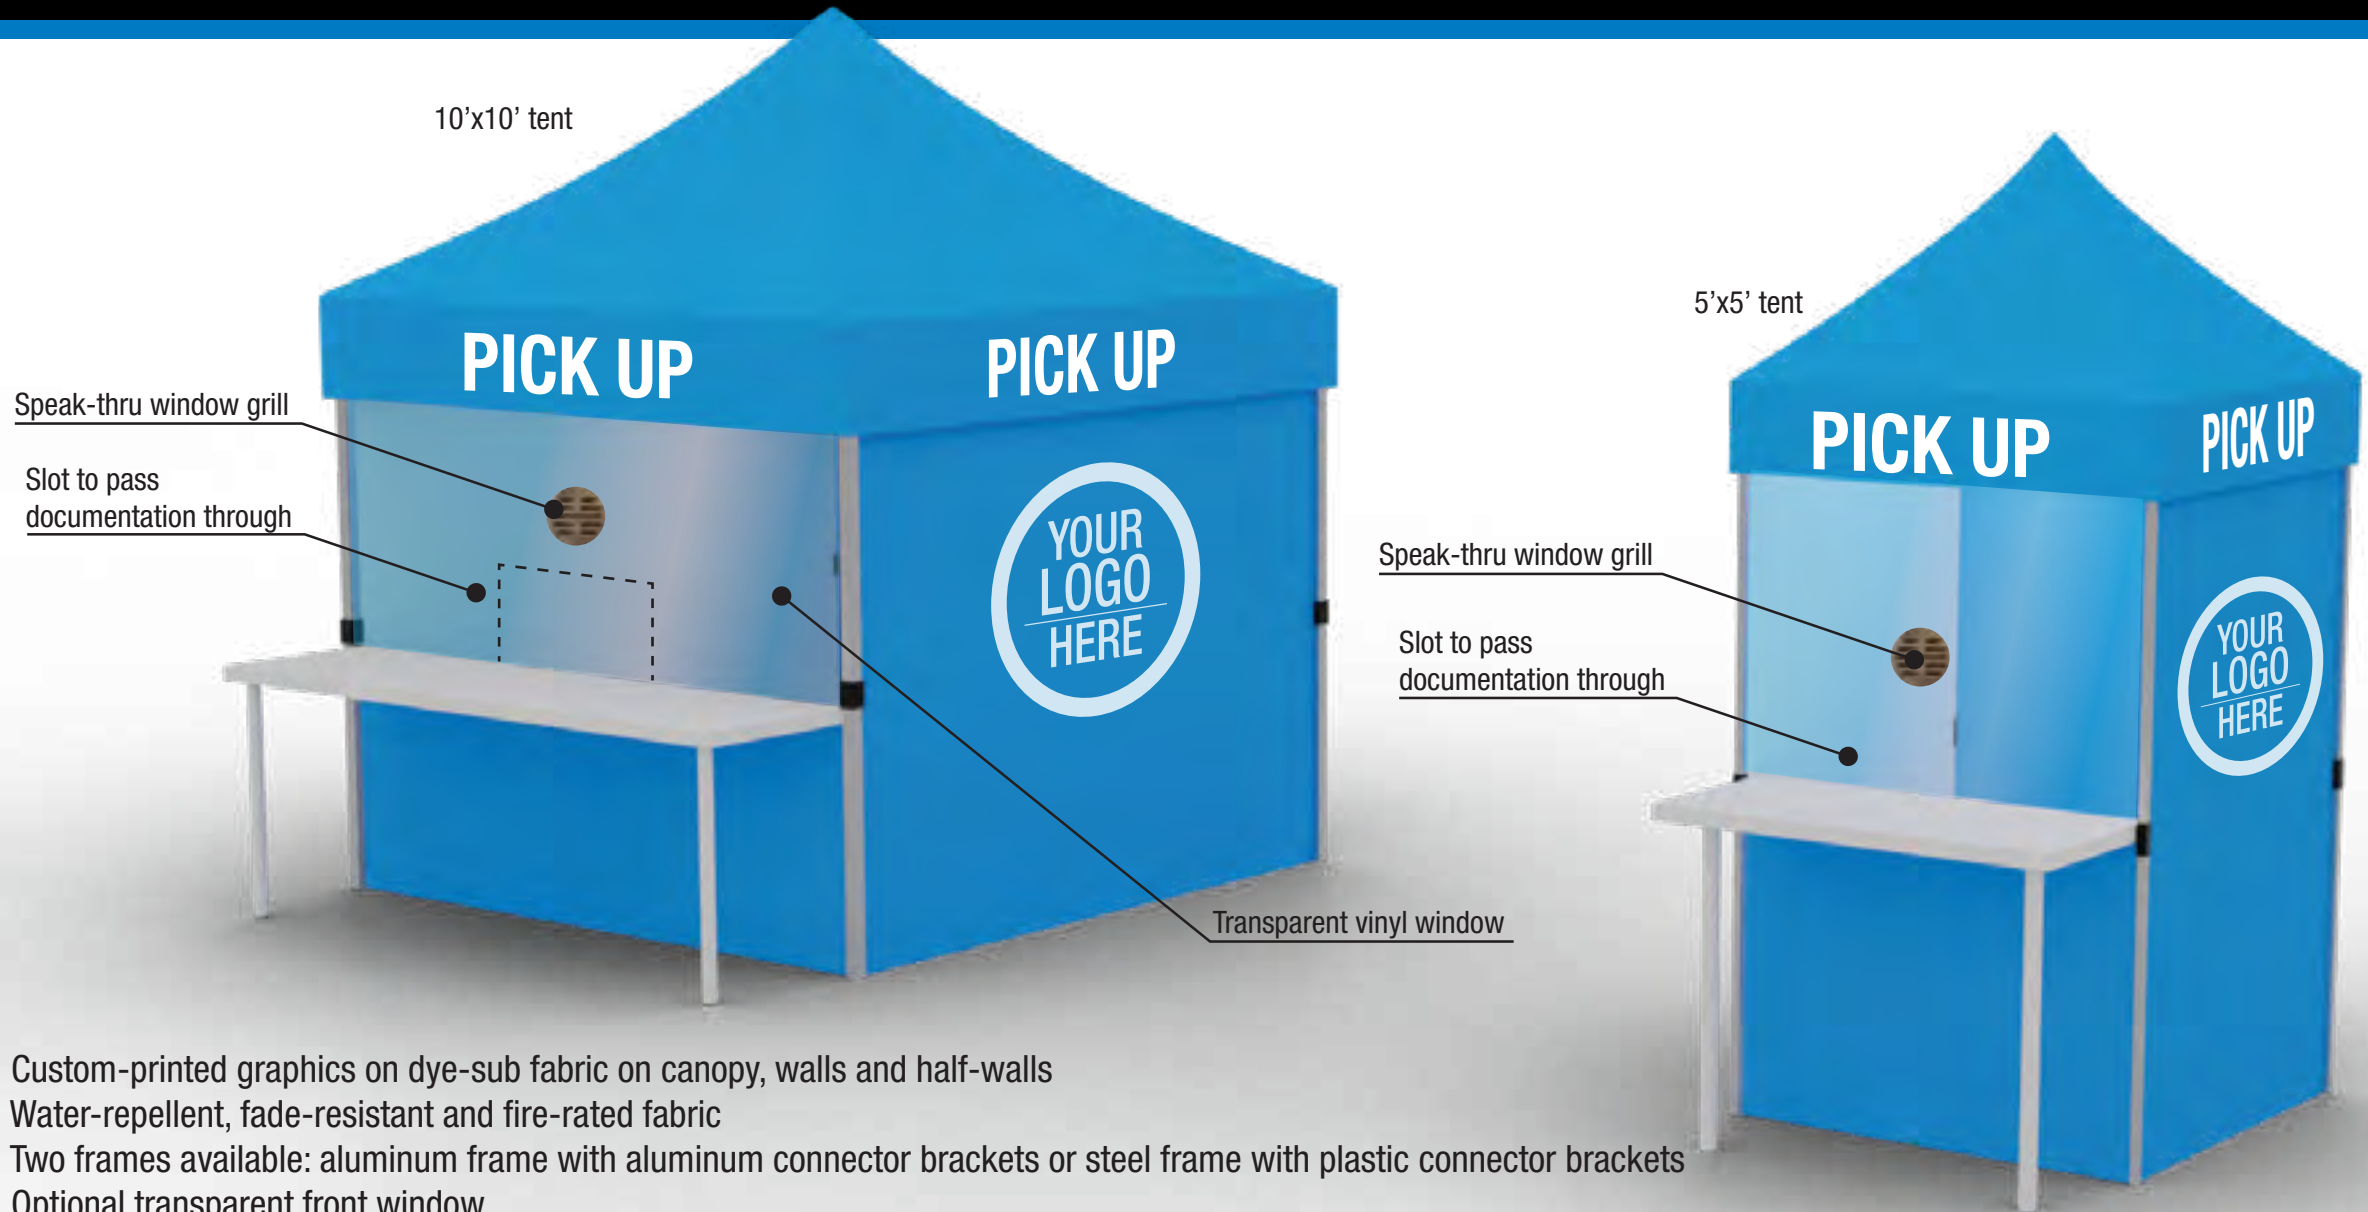 10’x10’ tent
PICK UP
PICK UP
Speak-thru window grill
Slot to pass
documentation through
YOUR
LOGO
HERE
Transparent vinyl window
5’x5’ tent
PICK UP
PICK UP
Speak-thru window grill
Slot to pass
documentation through
YOUR
LOGO
HERE
Custom-printed graphics on dye-sub fabric on canopy, walls and half-walls
Water-repellent, fade-resistant and fire-rated fabric
Two frames available: aluminum frame with aluminum connector brackets or steel frame with plastic connector brackets
Optional transparent front window